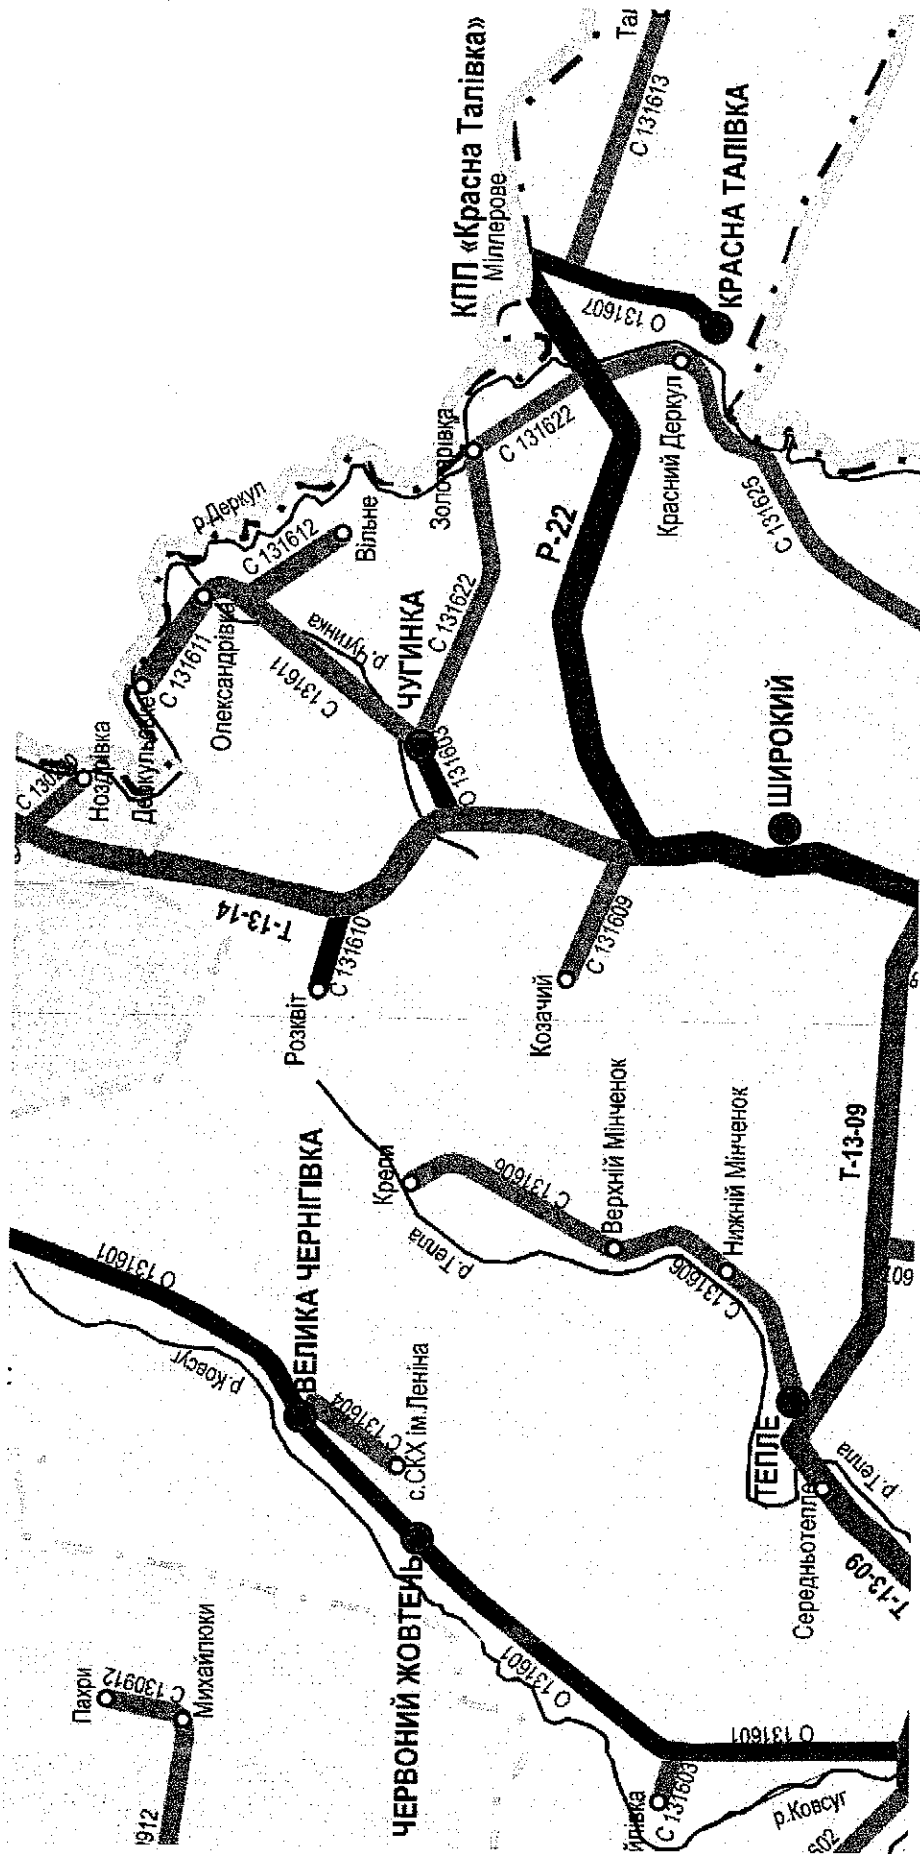 КПП «Красна Талівка»
Міллерове
С 131613
КРАСНА ТАЛІВКА
О 131607
С 131622
Красний Деркул
С 131625
Р-22
р.Деркул
С 131612
Вільне
С 131611
Олександрівка
р.Чугинка
С 131611
ЧУГИНКА
С 131622
О 131603
Ноздрівка
ШИРОКИЙ
Т-13-14
С 131610
Розквіт
С 131609
Козачий
Крепи
С 131606
Верхній Мінченок
Нижній Мінченок
С 131606
р.Тепла
Т-13-09
О 131601
р.Ковсуг
ВЕЛИКА ЧЕРНІГІВКА
С 131604
с.СКХ ім.Леніна
ТЕПЛЕ
р.Тепла
Середньотепле
Т-13-09
ЧЕРВОНИЙ ЖОВТЕНЬ
О 131601
Пахри
С 130912
Михайлюки
О 131601
С 131603
р.Ковсуг